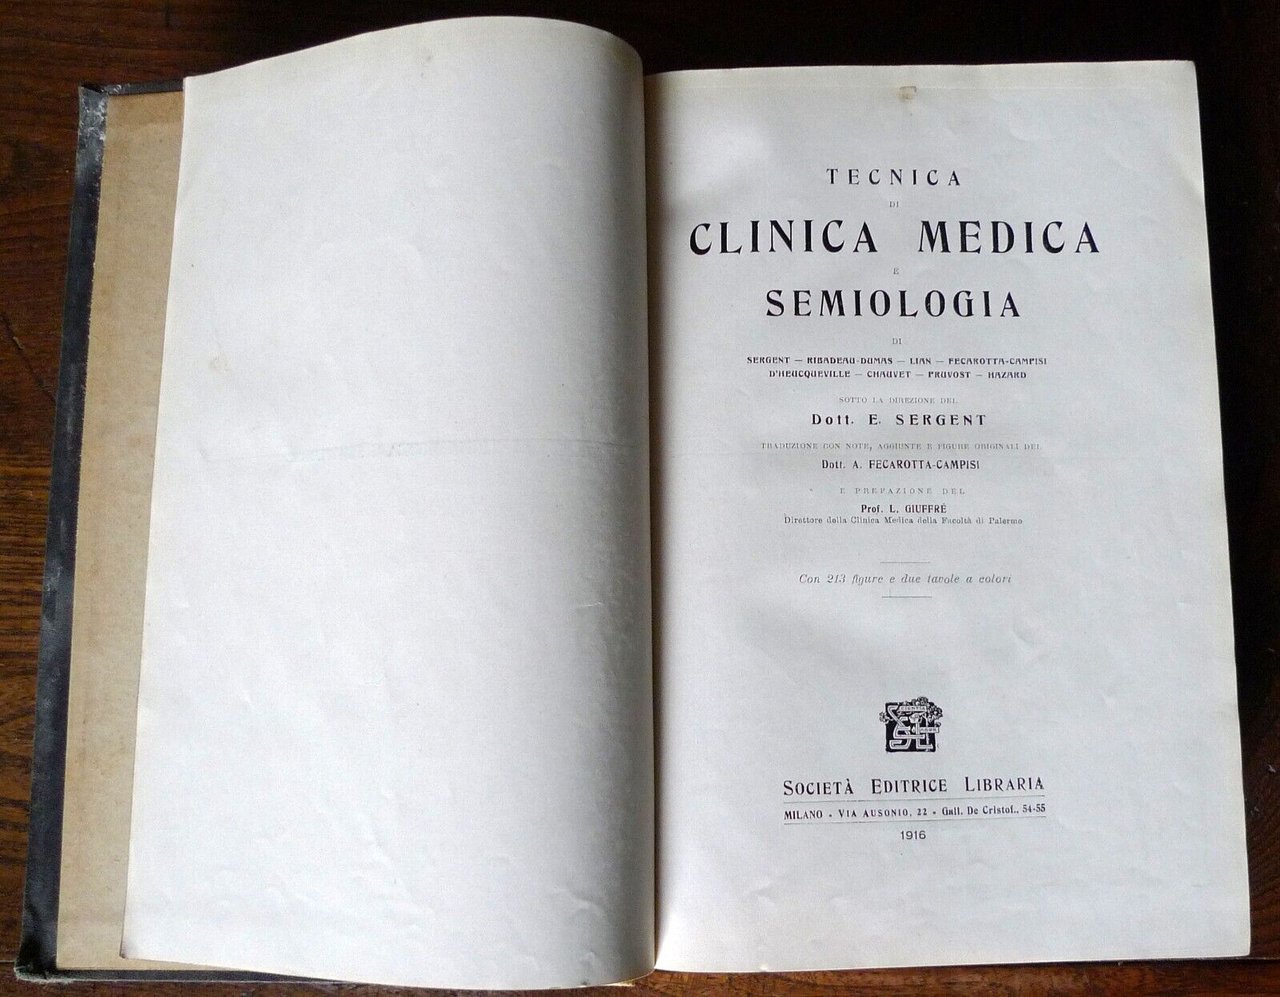 TECNICA
DI
CLINICA MEDICA
E
SEMIOLOGIA
DI
SERGENT — RIBADEAU-DUMAS — LIAN — FECAROTTA-CAMPISI
D'HEUCQUEVILLE — CHAUVET — PRUVOST — HAZARD
SOTTO LA DIREZIONE DEL
Dott. E. SERGENT
TRADUZIONE CON NOTE, AGGIUNTE E FIGURE ORIGINALI DEL
Dott. A. FECAROTTA-CAMPISI
E PREFAZIONE DEL
Prof. L. GIUFFRÈ
Direttore della Clinica Medica della Facoltà di Palermo
Con 213 figure e due tavole a colori
SOCIETÀ EDITRICE LIBRARIA
MILANO - VIA AUSONIO, 22 - Gall. De Cristof., 54-55
1916